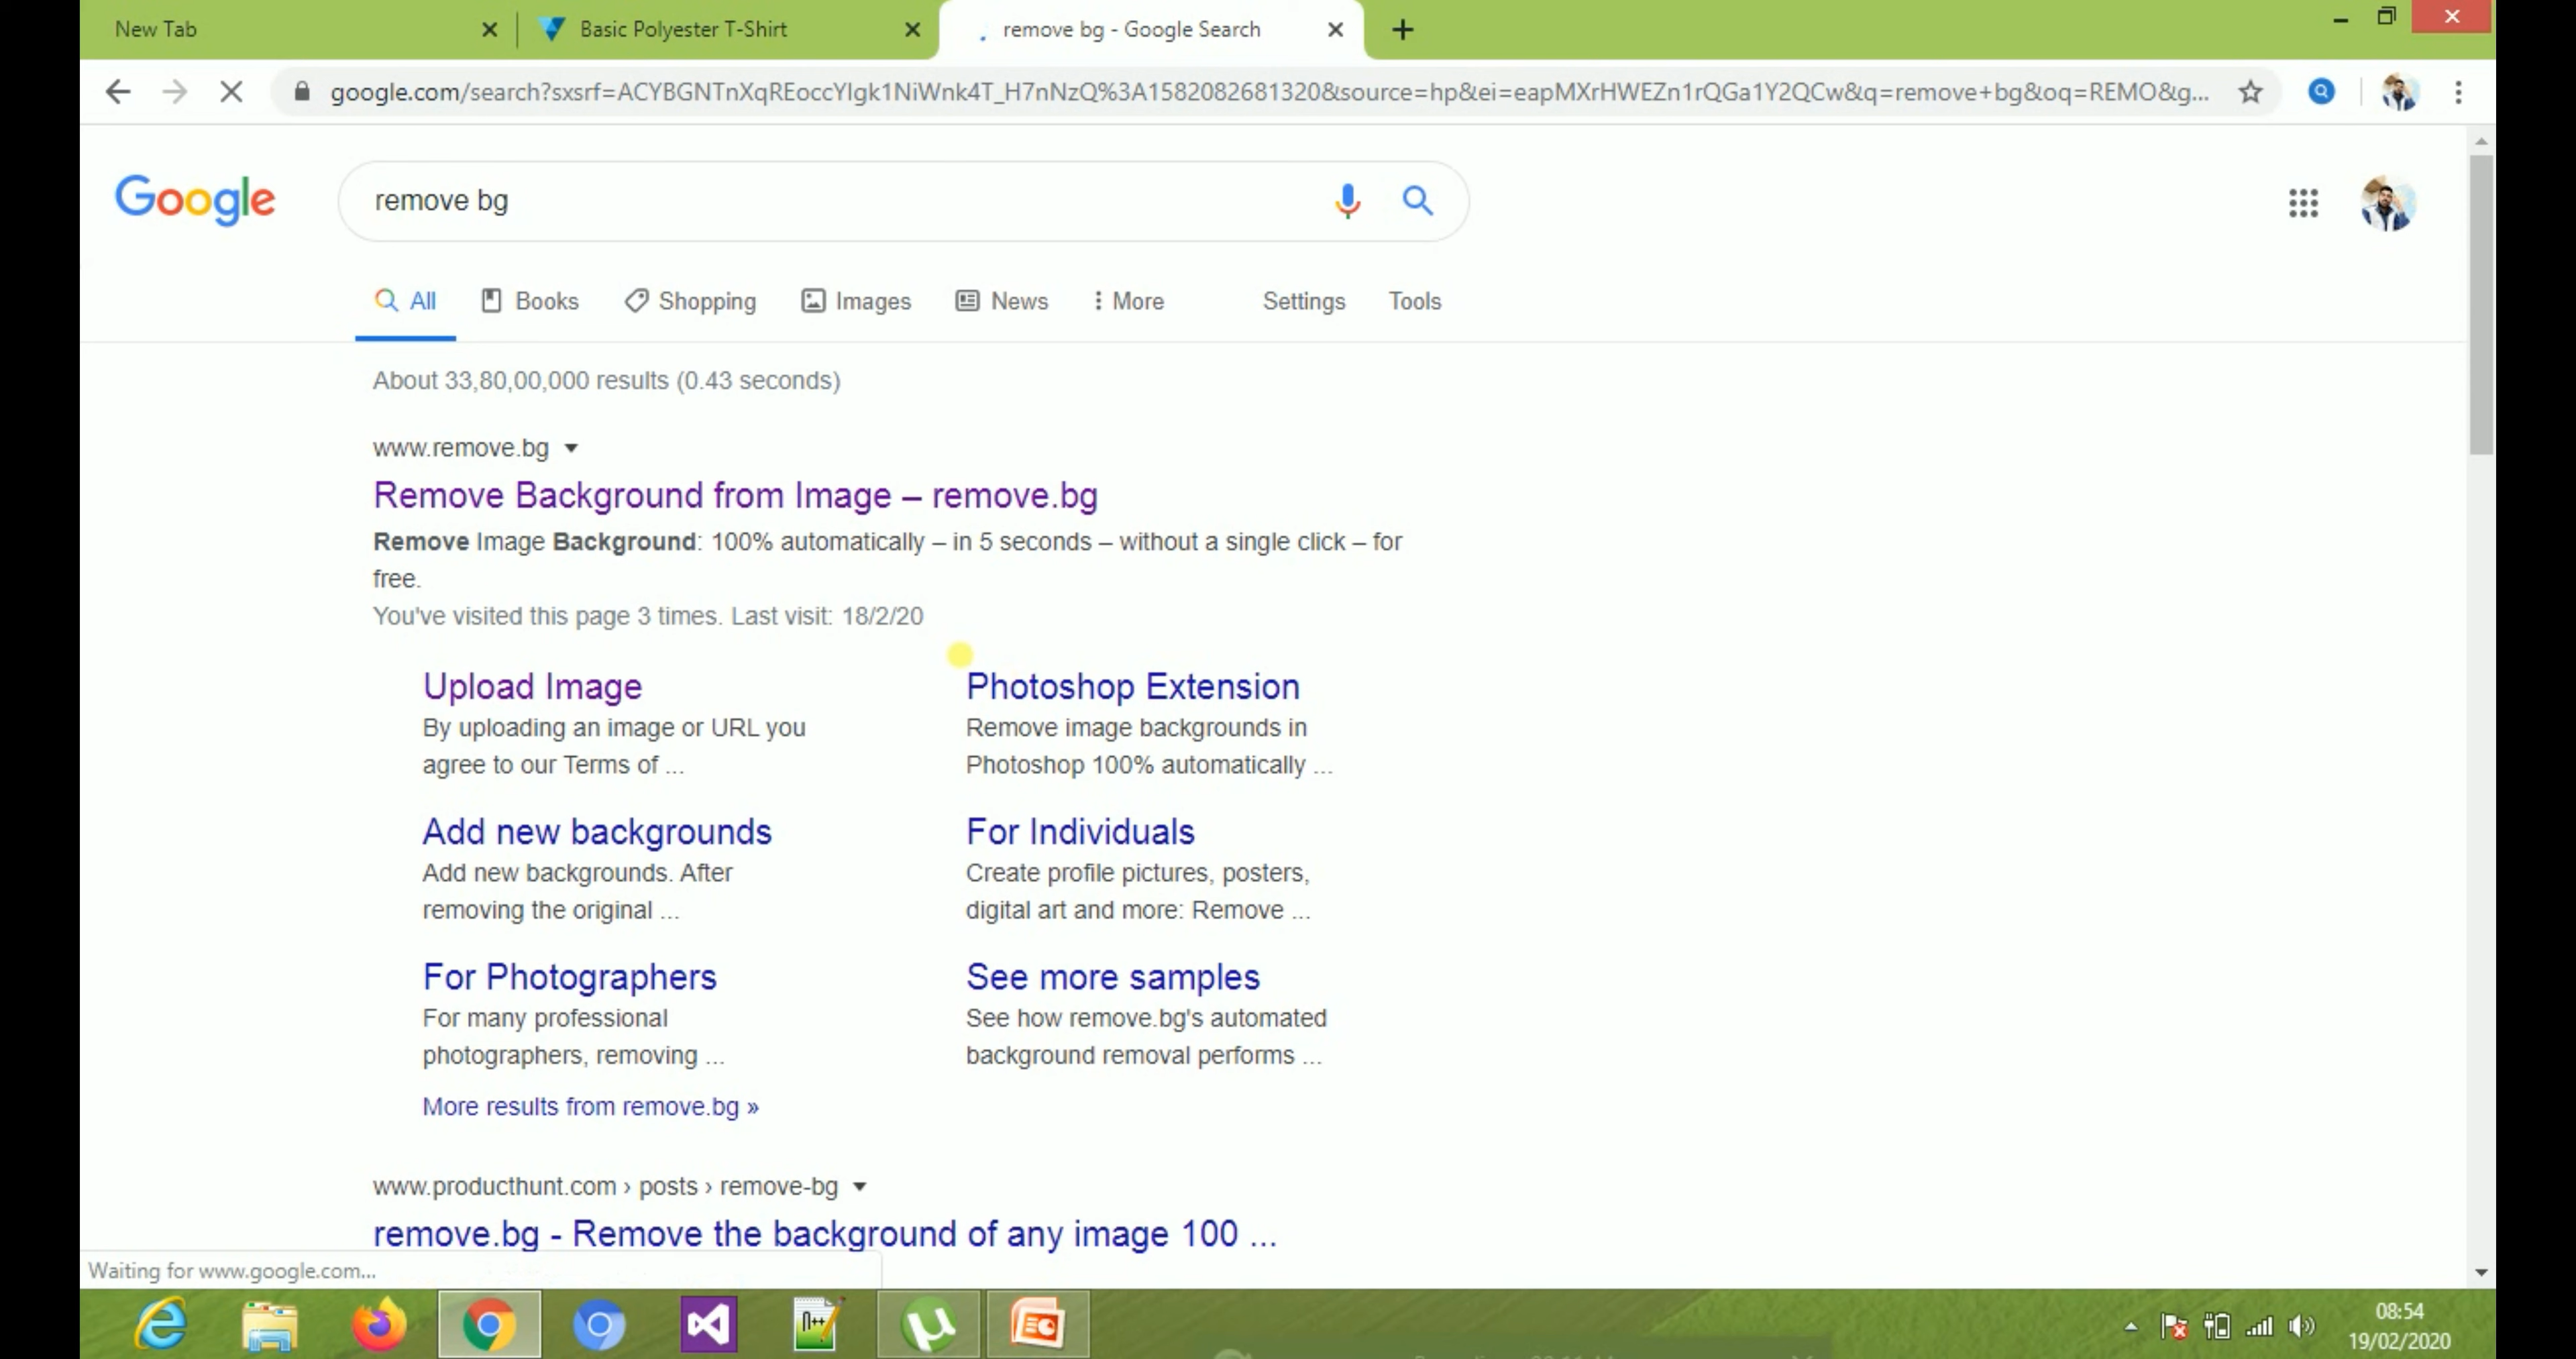 New Tab
Basic Polyester T-Shirt
remove bg - Google Search
google.com/search?sxsrf=ACYBGNTnXqREoccYIgk1NiWnk4T_H7nNzQ%3A1582082681320&source=hp&ei=eapMXrHWEZn1rQGa1Y2QCw&q=remove+bg&oq=REMO&g...
Google
remove bg
All
Books
Shopping
Images
News
More
Settings
Tools
About 33,80,00,000 results (0.43 seconds)
www.remove.bg
Remove Background from Image – remove.bg
Remove Image Background: 100% automatically – in 5 seconds – without a single click – for
free.
You've visited this page 3 times. Last visit: 18/2/20
Upload Image
By uploading an image or URL you
agree to our Terms of ...
Photoshop Extension
Remove image backgrounds in
Photoshop 100% automatically ...
Add new backgrounds
Add new backgrounds. After
removing the original ...
For Individuals
Create profile pictures, posters,
digital art and more: Remove ...
For Photographers
For many professional
photographers, removing ...
See more samples
See how remove.bg's automated
background removal performs ...
More results from remove.bg »
www.producthunt.com › posts › remove-bg
remove.bg - Remove the background of any image 100 ...
Waiting for www.google.com...
08:54
19/02/2020